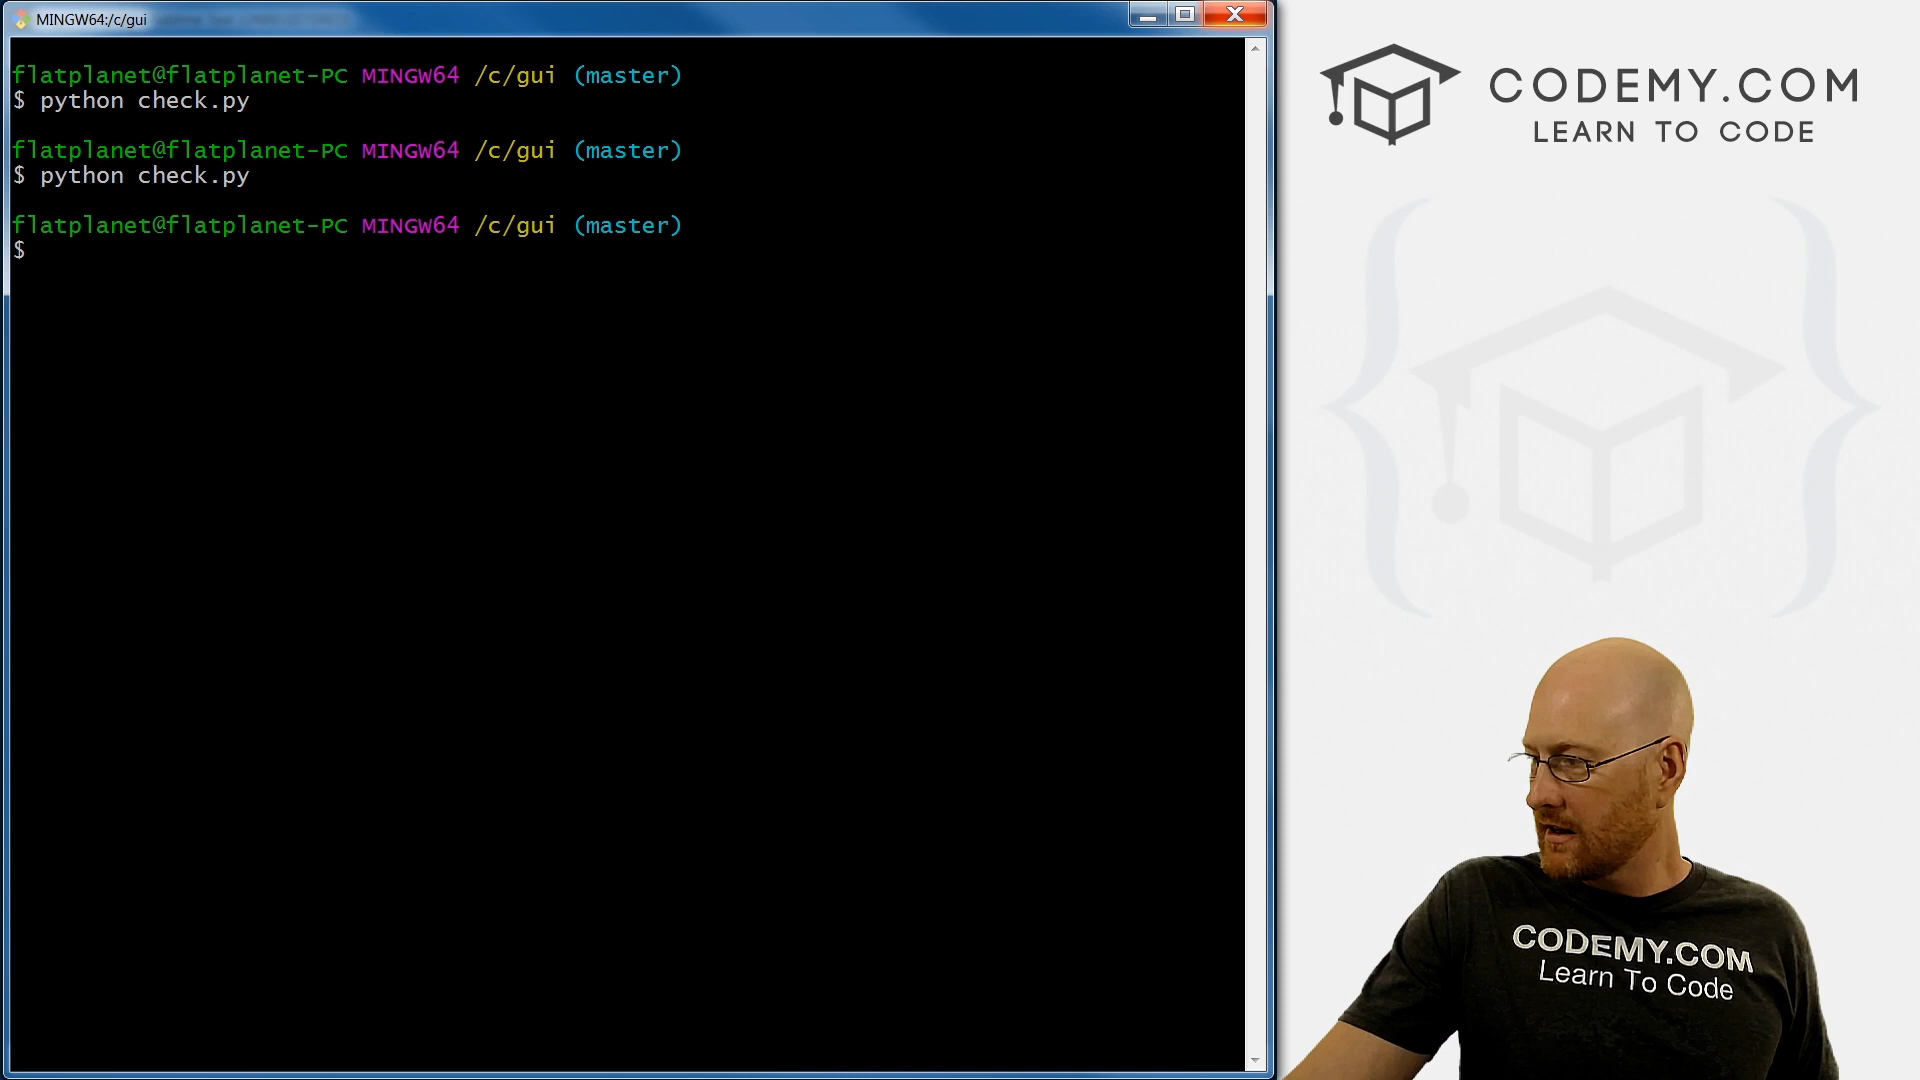 MINGW64:/c/gui
flatplanet@flatplanet-PC MINGW64 /c/gui (master)
$ python check.py
flatplanet@flatplanet-PC MINGW64 /c/gui (master)
$ python check.py
flatplanet@flatplanet-PC MINGW64 /c/gui (master)
$
CODEMY.COM
LEARN TO CODE
CODEMY.COM
Learn To Code